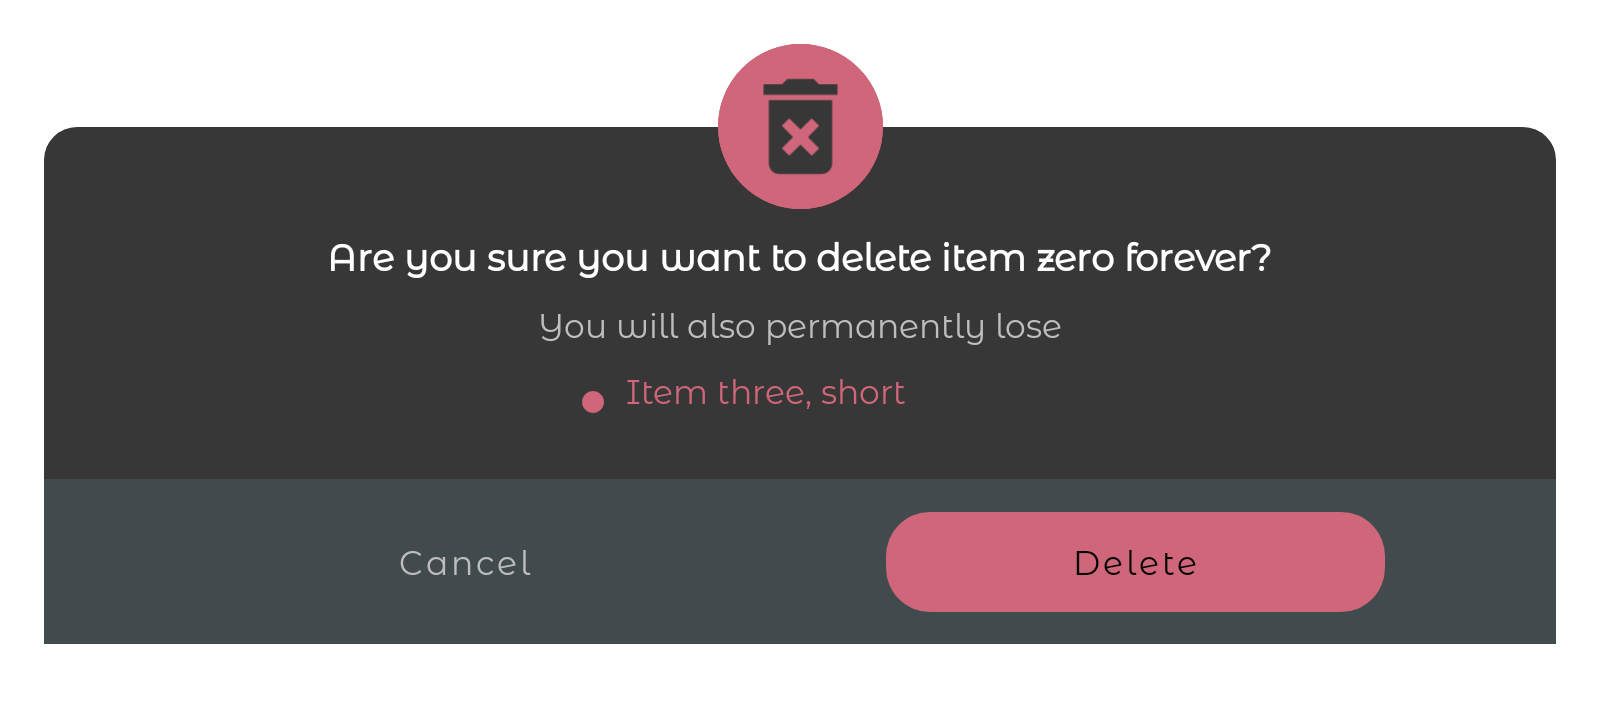 Are you sure you want to delete item zero forever?
You will also permanently lose
Item three, short
Cancel
Delete